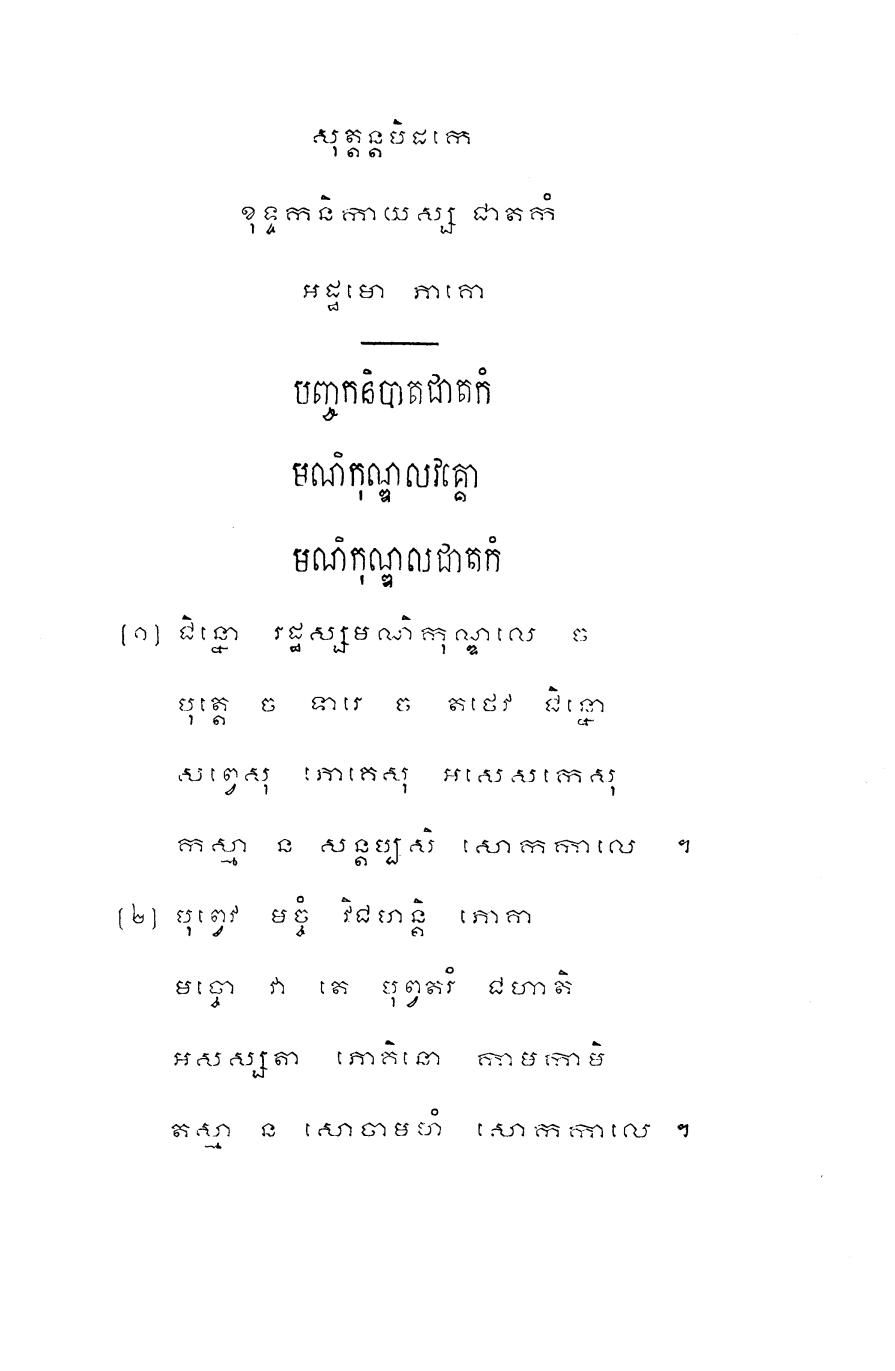 សុត្តន្តបិដកេ
ខុទ្ទកនិកាយស្ស ជាតកំ
អដ្ឋមោ ភាគោ
បញ្ចកនិបាតជាតកំ
មណិកុណ្ឌលវគ្គោ
មណិកុណ្ឌលជាតកំ
[១] ជិន្នោ រដ្ឋស្សមណិកុណ្ឌលេ ច
បុត្តេ ច ទារេ ច តថេវ ជិន្នោ
សព្វេសុ ភោគេសុ អសេសកេសុ
កស្មា ន សន្តប្បសិ សោកកាលេ ។
[២] បុព្វេវ មច្ចំ វិជហន្តិ ភោគា
មច្ចោ វា តេ បុព្វតរំ ជហាតិ
អសស្សតា ភោគិនោ កាមកាមិ
តស្មា ន សោចាមហំ សោកកាលេ ។